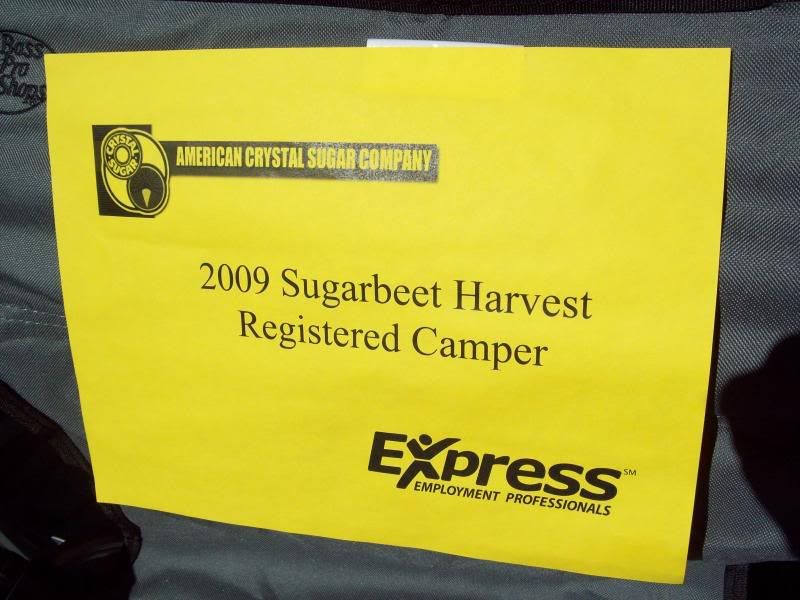 Bass
Pro
Shops
CRYSTAL
SUGAR
AMERICAN CRYSTAL SUGAR COMPANY
2009 Sugarbeet Harvest
Registered Camper
Express SM
EMPLOYMENT PROFESSIONALS